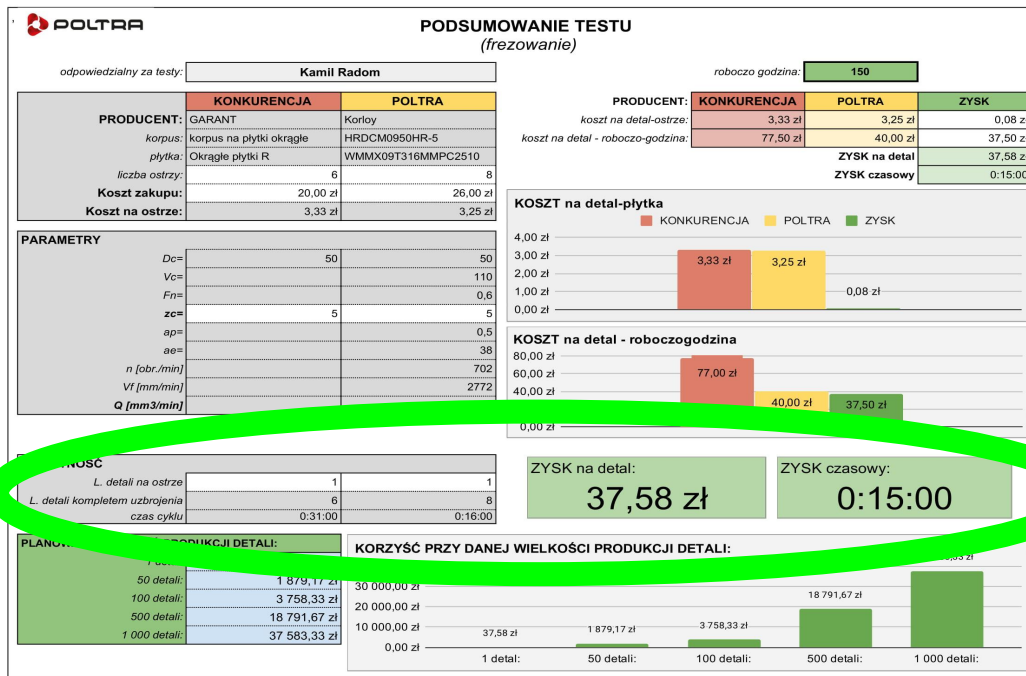 POLTRA
PODSUMOWANIE TESTU
(frezowanie)
odpowiedzialny za testy: Kamil Radom
roboczo godzina: 150
KONKURENCJA POLTRA
PRODUCENT: GARANT Korloy
korpus: korpus na płytki okrągłe HRDCM0950HR-5
płytka: Okrągłe płytki R WMMX09T316MMPC2510
liczba ostrzy: 6 8
Koszt zakupu: 20,00 zł 26,00 zł
Koszt na ostrze: 3,33 zł 3,25 zł
PRODUCENT: KONKURENCJA POLTRA ZYSK
koszt na detal-ostrze: 3,33 zł 3,25 zł 0,08 zł
koszt na detal - roboczo-godzina: 77,50 zł 40,00 zł 37,50 zł
ZYSK na detal 37,58 zł
ZYSK czasowy 0:15:00
PARAMETRY
Dc= 50 50
Vc= 110
Fn= 0,6
zc= 5 5
ap= 0,5
ae= 38
n [obr./min] 702
Vf [mm/min] 2772
Q [mm3/min]
KOSZT na detal-płytka
KONKURENCJA POLTRA ZYSK
4,00 zł
3,00 zł
2,00 zł
1,00 zł
0,00 zł
3,33 zł 3,25 zł 0,08 zł
KOSZT na detal - roboczogodzina
80,00 zł
60,00 zł
40,00 zł
0,00 zł
77,00 zł 40,00 zł 37,50 zł
L. detali na ostrze 1 1
L. detali kompletem uzbrojenia 6 8
czas cyklu 0:31:00 0:16:00
ZYSK na detal:
37,58 zł
ZYSK czasowy:
0:15:00
DETALI:
50 detali: 1 879,17 zł
100 detali: 3 758,33 zł
500 detali: 18 791,67 zł
1 000 detali: 37 583,33 zł
KORZYŚĆ PRZY DANEJ WIELKOŚCI PRODUKCJI DETALI:
30 000,00 zł
20 000,00 zł
10 000,00 zł
0,00 zł
37,58 zł 1 879,17 zł 3 758,33 zł 18 791,67 zł
1 detal: 50 detali: 100 detali: 500 detali: 1 000 detali: